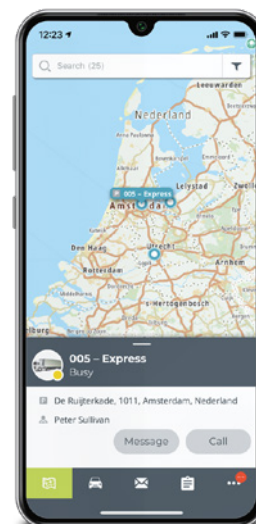 12:23
Search (25)
Leeuwarden
Nederland
005 – Express
Lelystad
Zwolle
Amsterdam
Den Haag
Utrecht
Arnhem
Rotterdam
's-Hertogenbosch
005 – Express
Busy
De Ruijterkade, 1011, Amsterdam, Nederland
Peter Sullivan
Message
Call